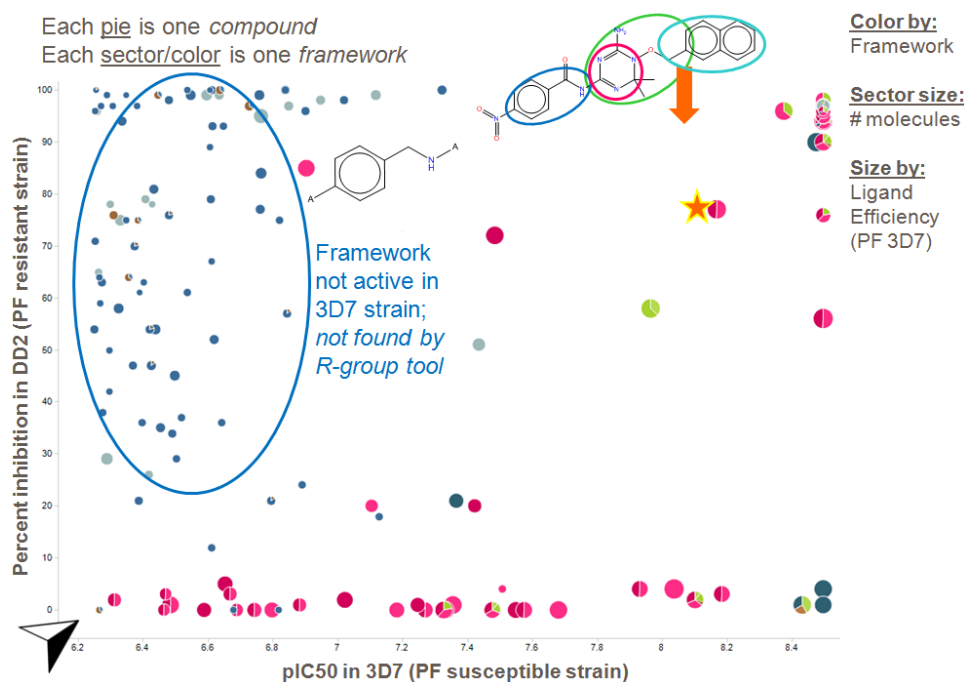 Each pie is one compound
Each sector/color is one framework
Color by:
Framework
Sector size:
# molecules
Size by:
Ligand
Efficiency
(PF 3D7)
NH₂
N
N
O
O
N
NH
N
O
N⁺
O
A
N
H
A
Framework
not active in
3D7 strain;
not found by
R-group tool
Percent inhibition in DD2 (PF resistant strain)
100
90
80
70
60
50
40
30
20
10
0
6.2
6.4
6.6
6.8
7
7.2
7.4
7.6
7.8
8
8.2
8.4
pIC50 in 3D7 (PF susceptible strain)